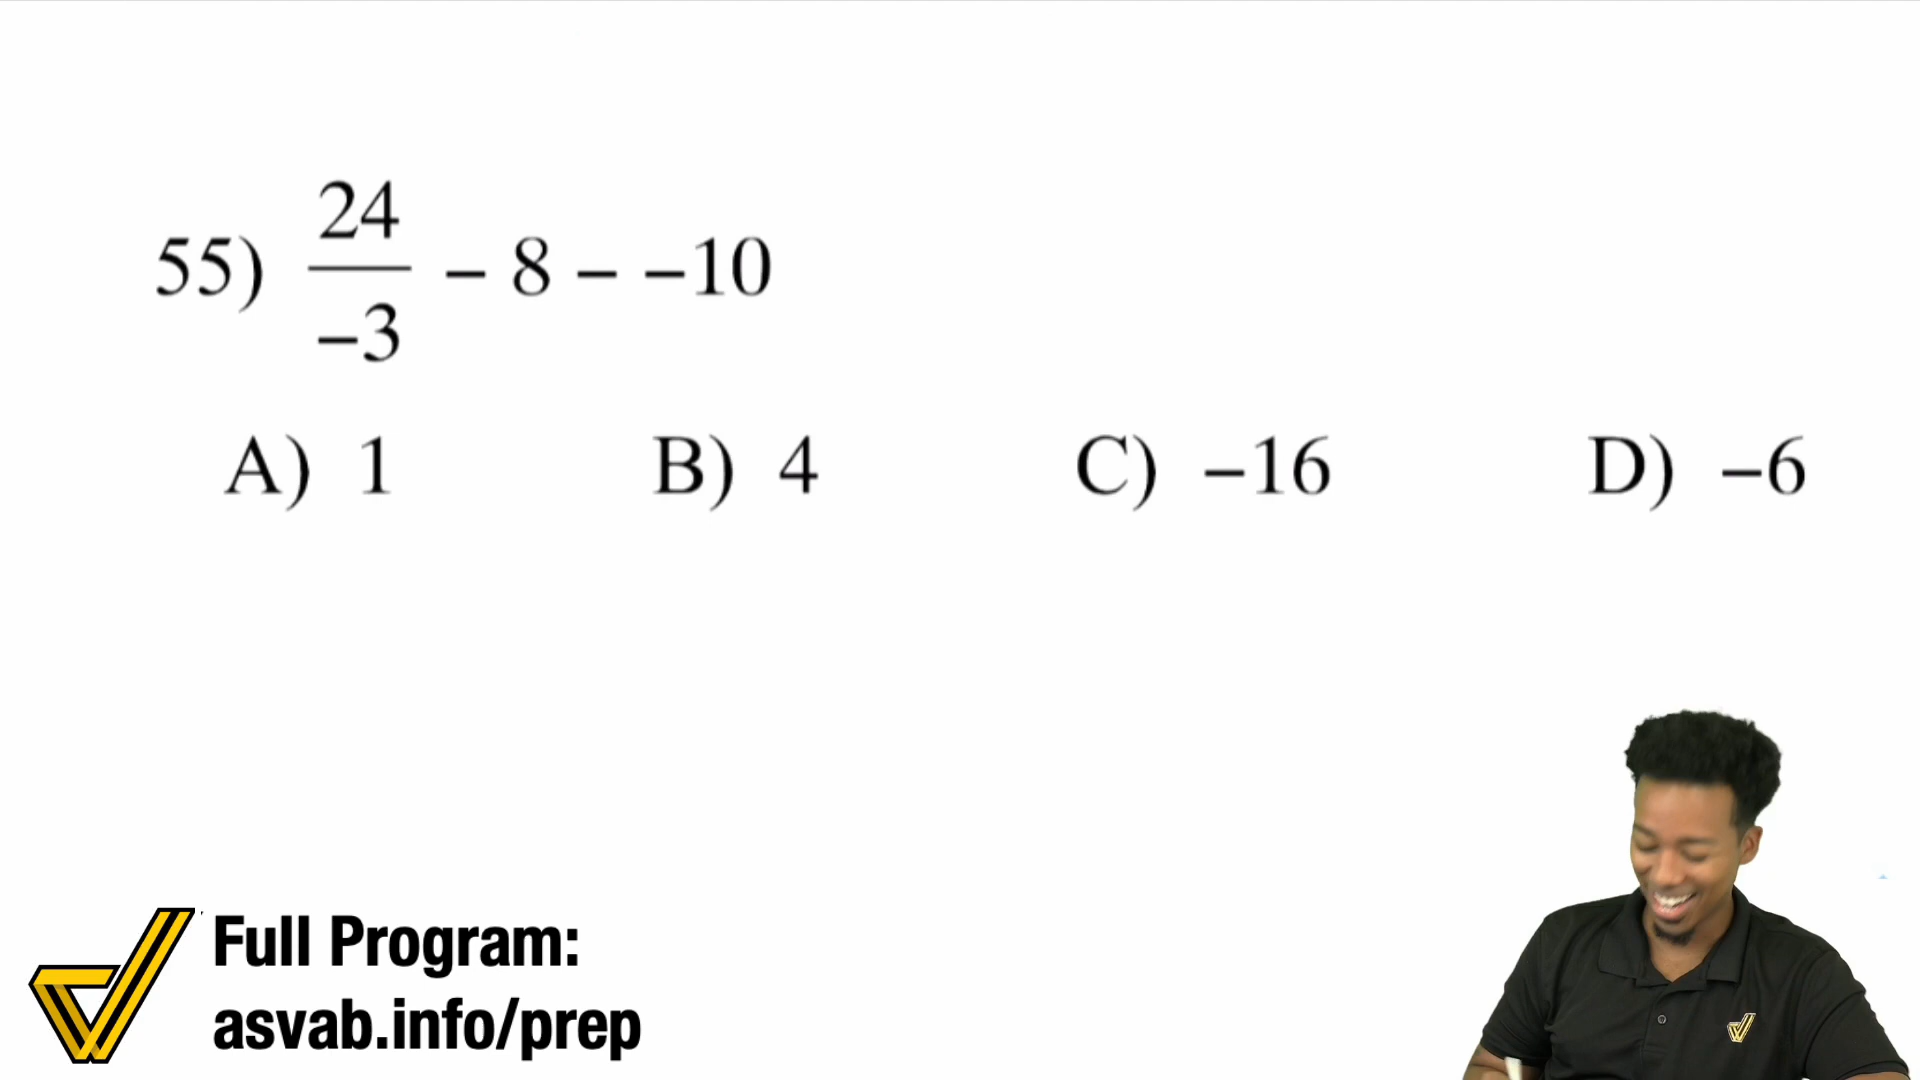 55) 24/−3 − 8 − −10
A) 1 B) 4 C) −16 D) −6
Full Program:
asvab.info/prep